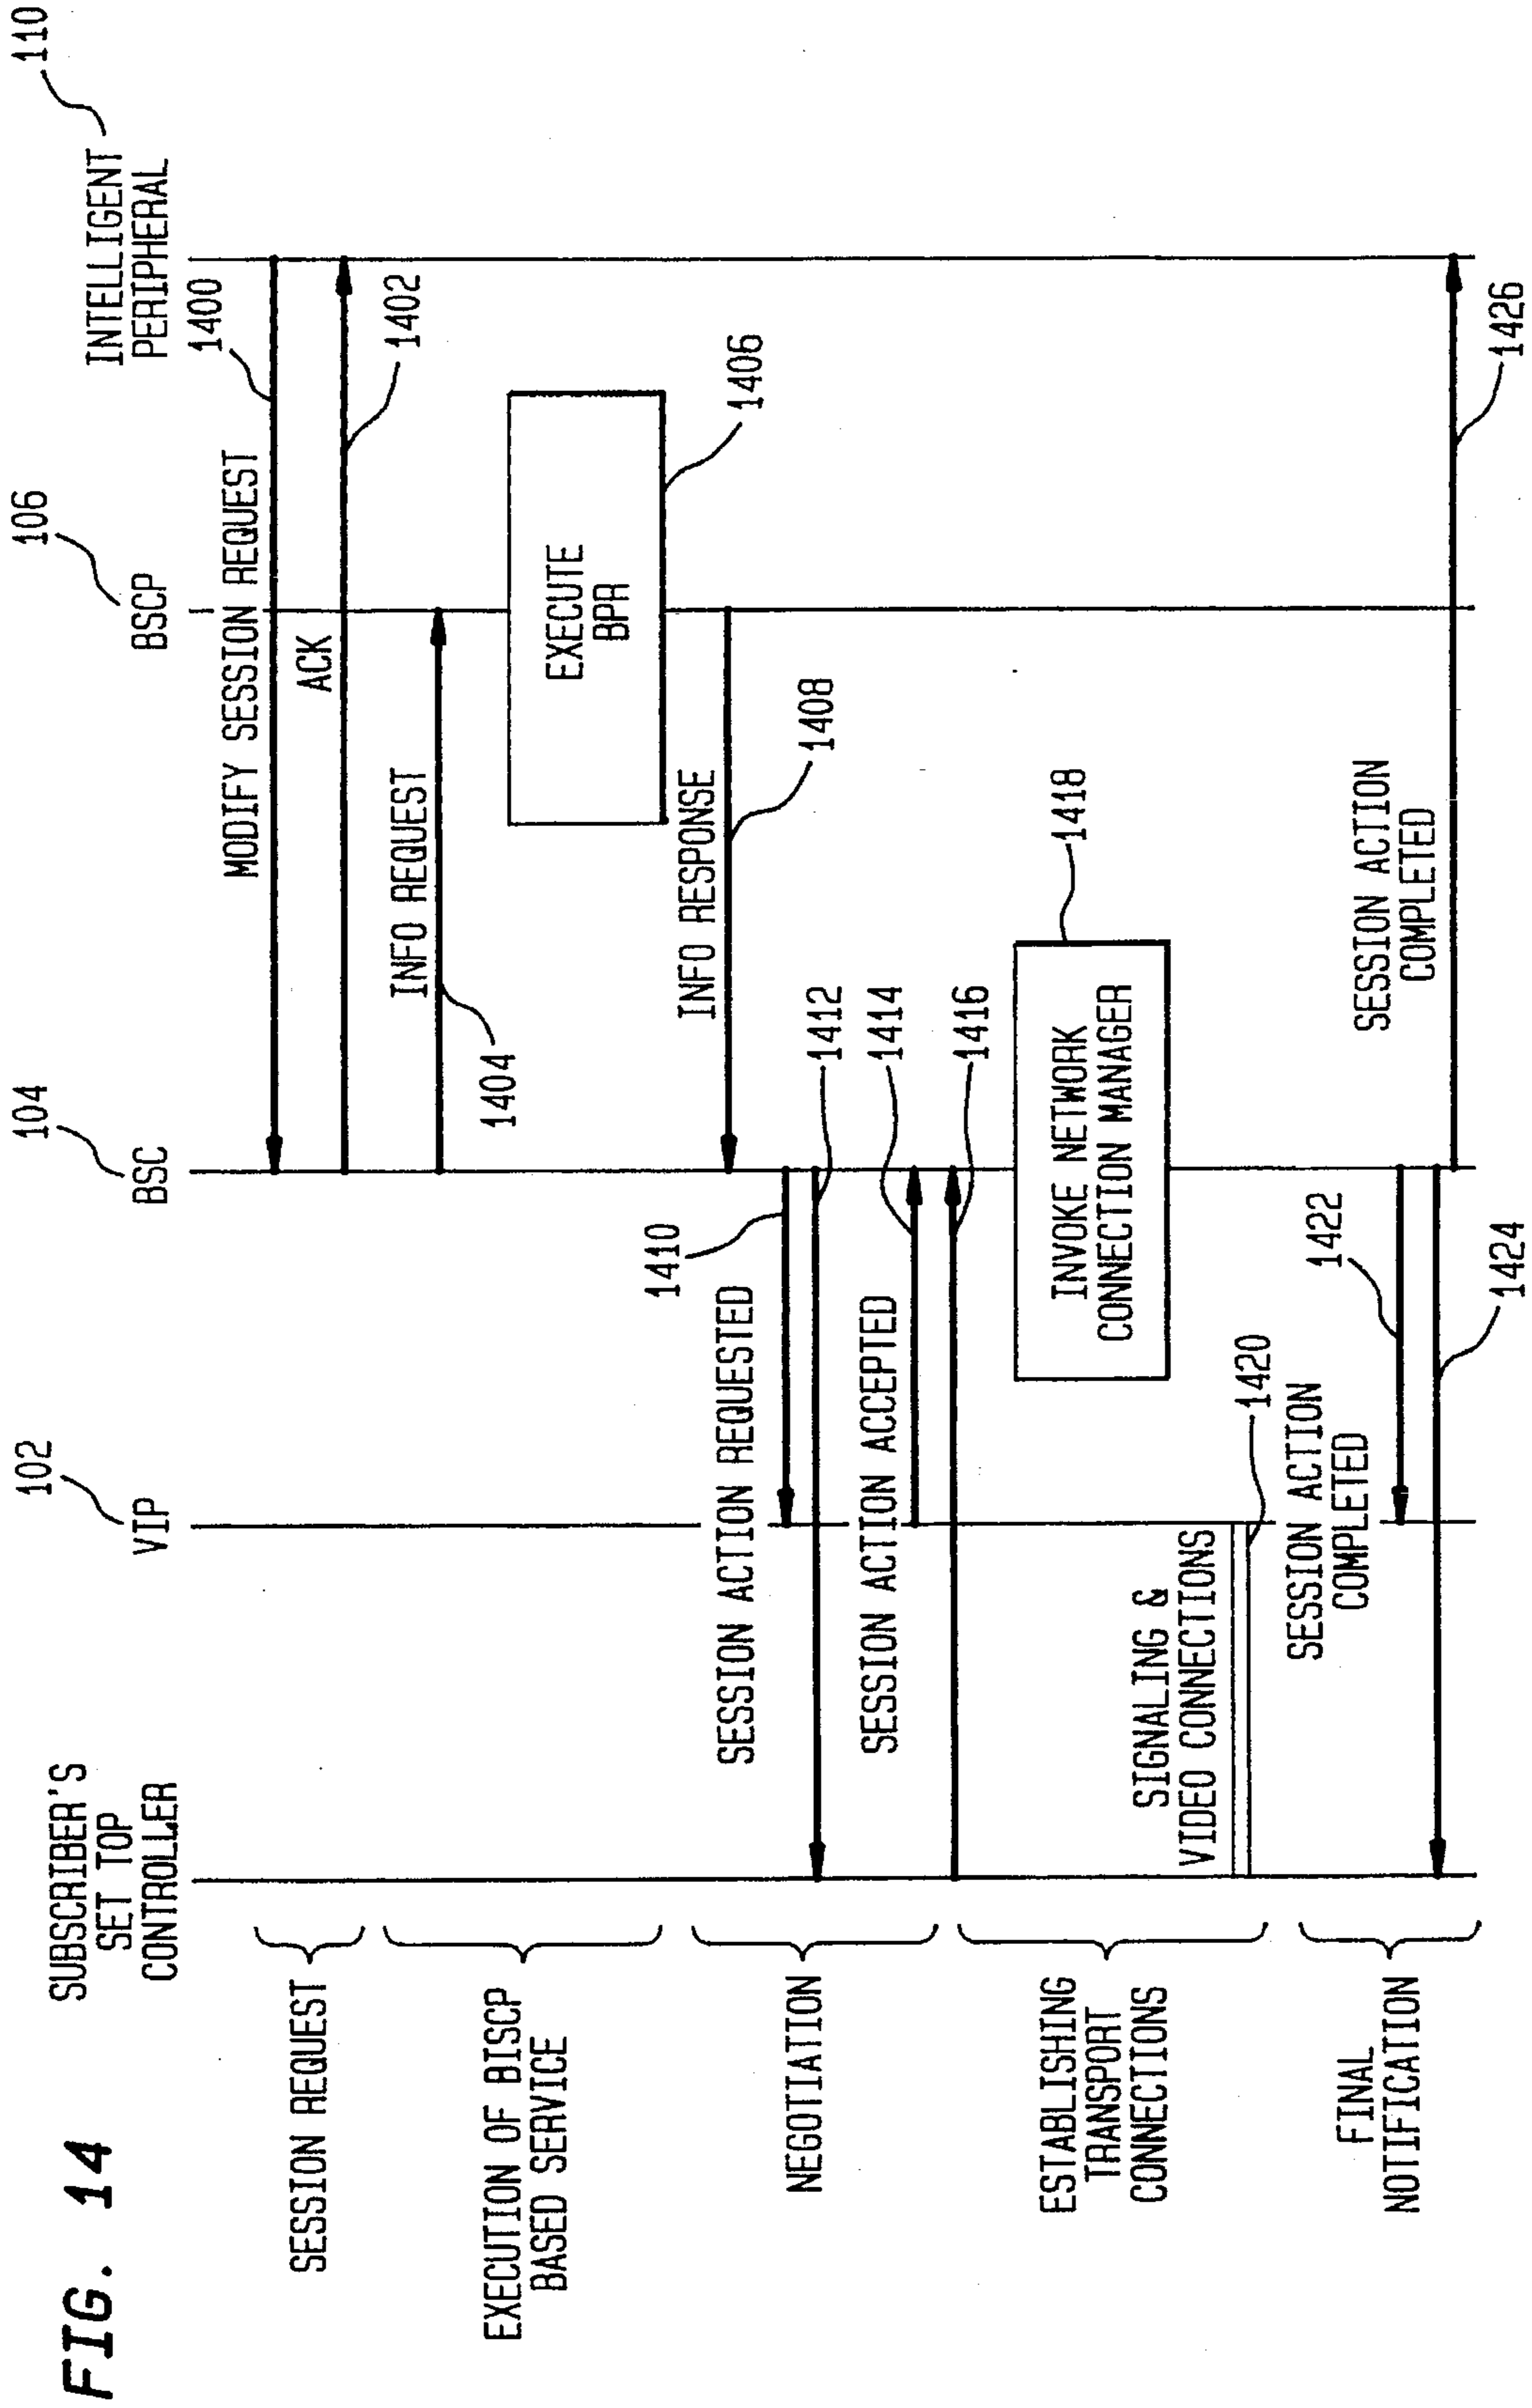 FIG. 14
SUBSCRIBER'S
SET TOP
CONTROLLER
102
VIP
104
BSC
106
BSCP
110
INTELLIGENT
PERIPHERAL
SESSION REQUEST
MODIFY SESSION REQUEST
1400
ACK
1402
EXECUTION OF BISCP
BASED SERVICE
INFO REQUEST
1404
EXECUTE
BPR
1406
INFO RESPONSE
1408
NEGOTIATION
SESSION ACTION REQUESTED
1410
1412
SESSION ACTION ACCEPTED
1414
1416
ESTABLISHING
TRANSPORT
CONNECTIONS
INVOKE NETWORK
CONNECTION MANAGER
1418
SIGNALING &
VIDEO CONNECTIONS
1420
FINAL
NOTIFICATION
SESSION ACTION
COMPLETED
1422
1424
SESSION ACTION
COMPLETED
1426